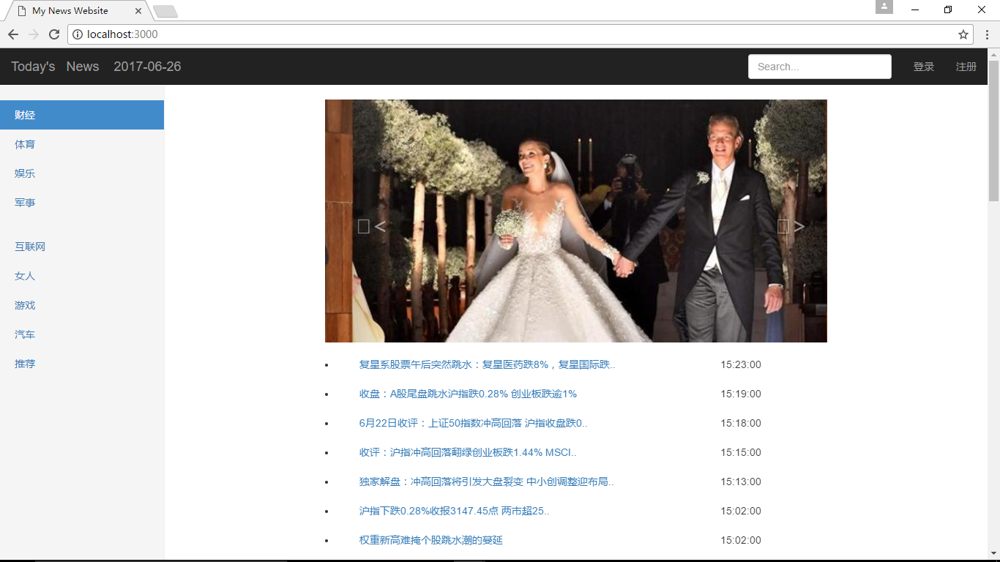 My News Website
localhost:3000
Today's News 2017-06-26
Search...
登录
注册
财经
体育
娱乐
军事
互联网
女人
游戏
汽车
推荐
< >
复星系股票午后突然跳水：复星医药跌8%，复星国际跌.. 15:23:00
收盘：A股尾盘跳水沪指跌0.28% 创业板跌逾1% 15:19:00
6月22日收评：上证50指数冲高回落 沪指收盘跌0.. 15:18:00
收评：沪指冲高回落翻绿创业板跌1.44% MSCI.. 15:15:00
独家解盘：冲高回落将引发大盘裂变 中小创调整迎布局.. 15:13:00
沪指下跌0.28%收报3147.45点 两市超25.. 15:02:00
权重新高难掩个股跳水潮的蔓延 15:02:00